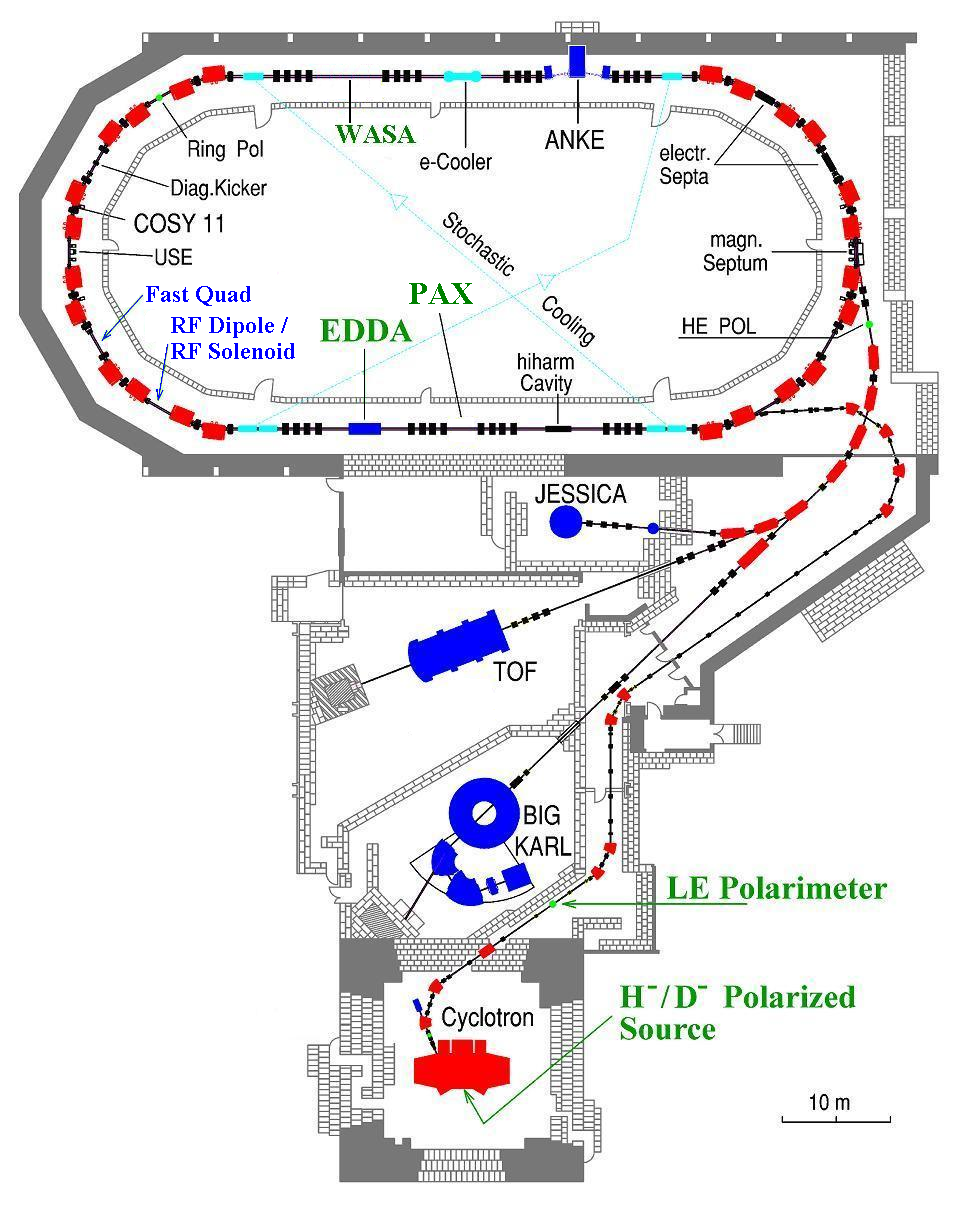 WASA
Ring Pol
e-Cooler
ANKE
electr.
Septa
Diag.Kicker
COSY 11
USE
Stochastic
Cooling
magn.
Septum
Fast Quad
RF Dipole /
RF Solenoid
PAX
EDDA
HE POL
hiharm
Cavity
JESSICA
TOF
BIG
KARL
LE Polarimeter
H⁻/D⁻ Polarized
Source
Cyclotron
10 m